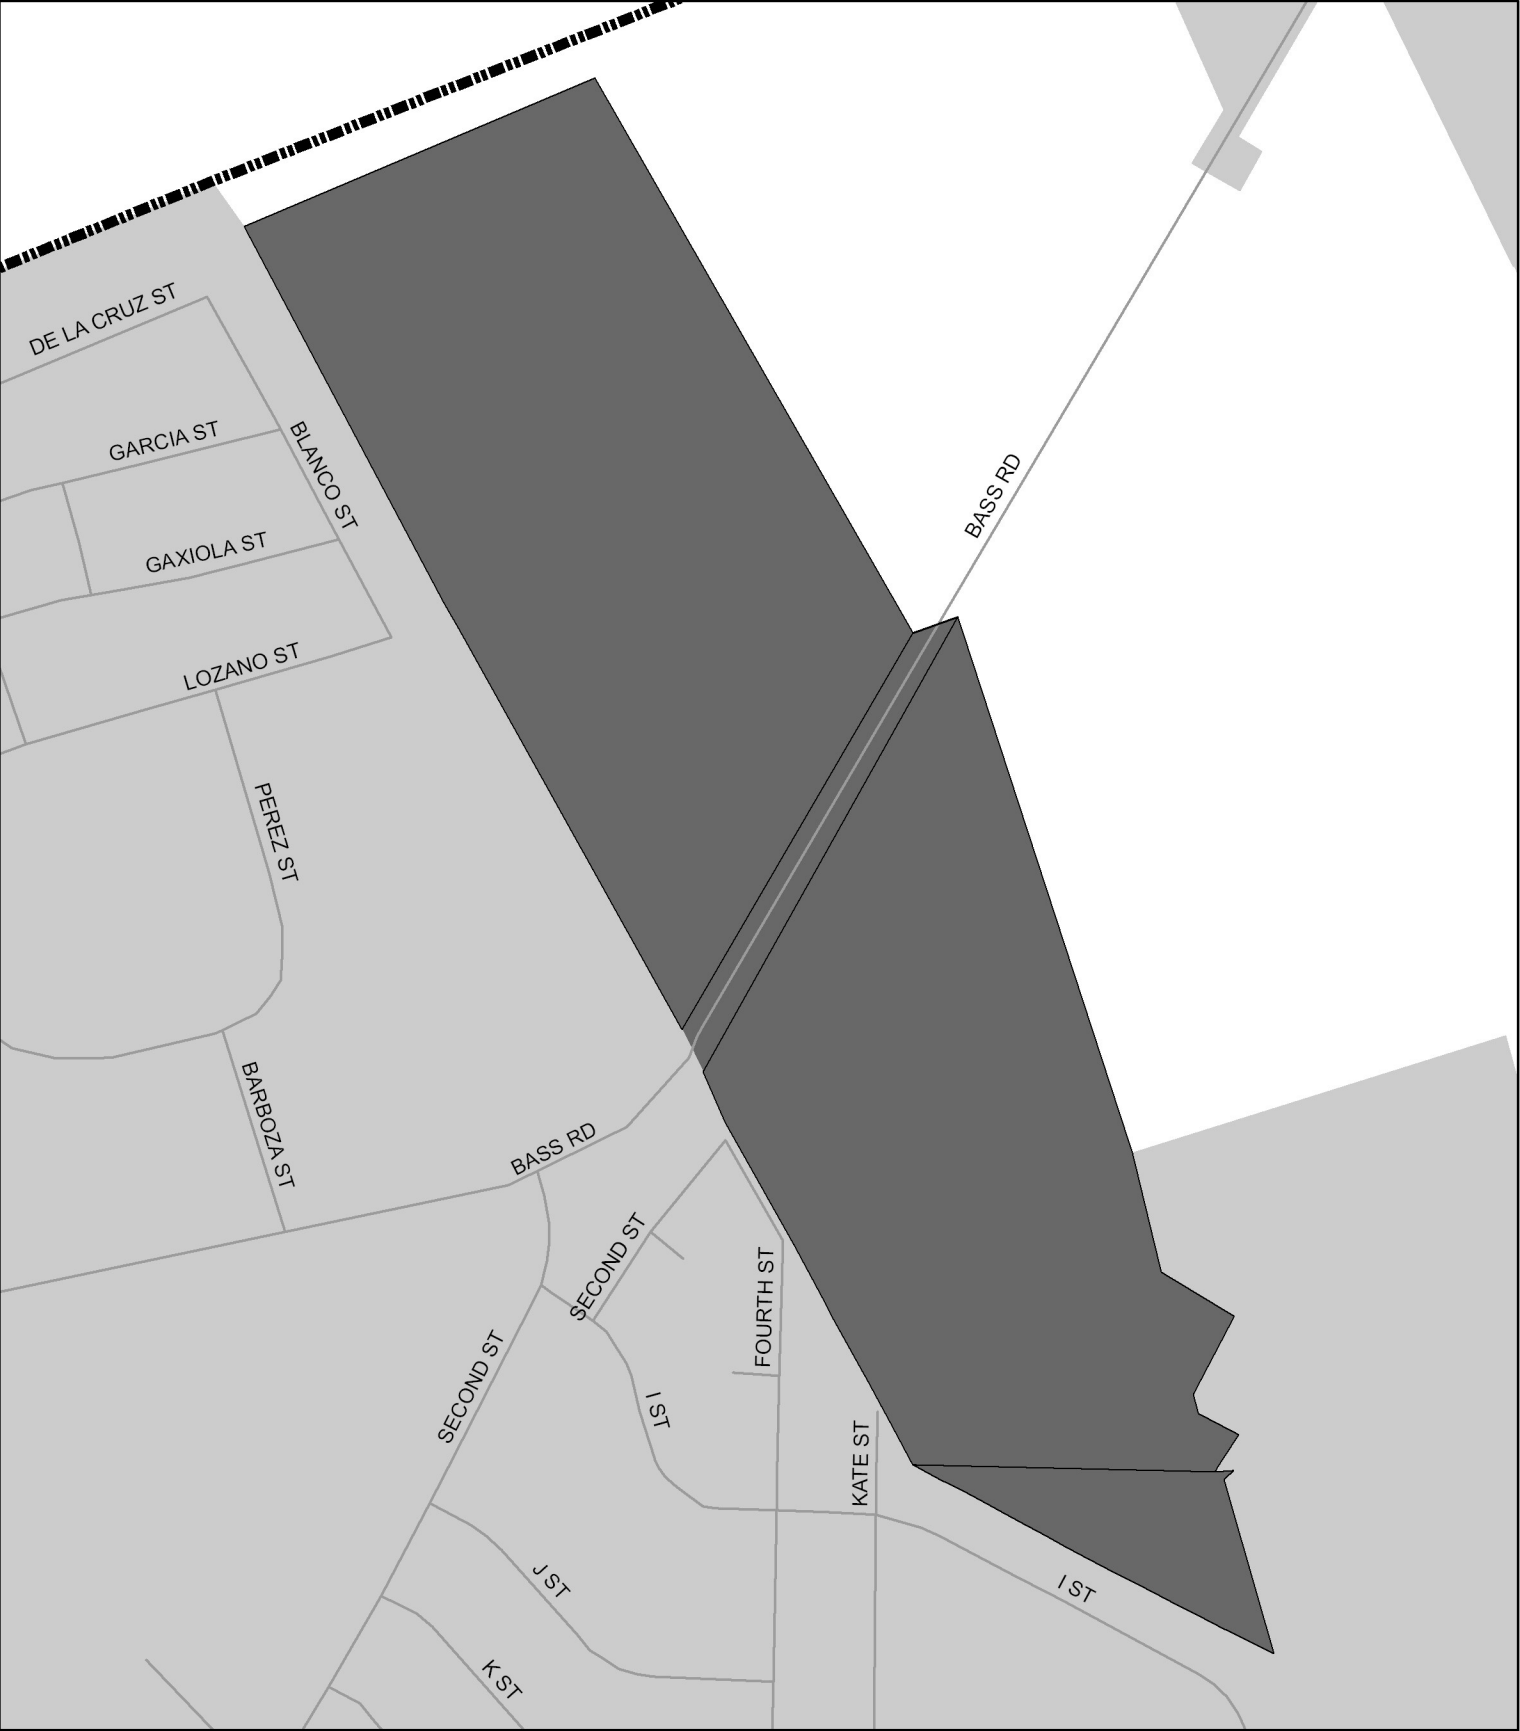 DE LA CRUZ ST
GARCIA ST
BLANCO ST
BASS RD
GAXIOLA ST
LOZANO ST
PEREZ ST
BARBOZA ST
BASS RD
SECOND ST
FOURTH ST
SECOND ST
I ST
KATE ST
J ST
I ST
K ST